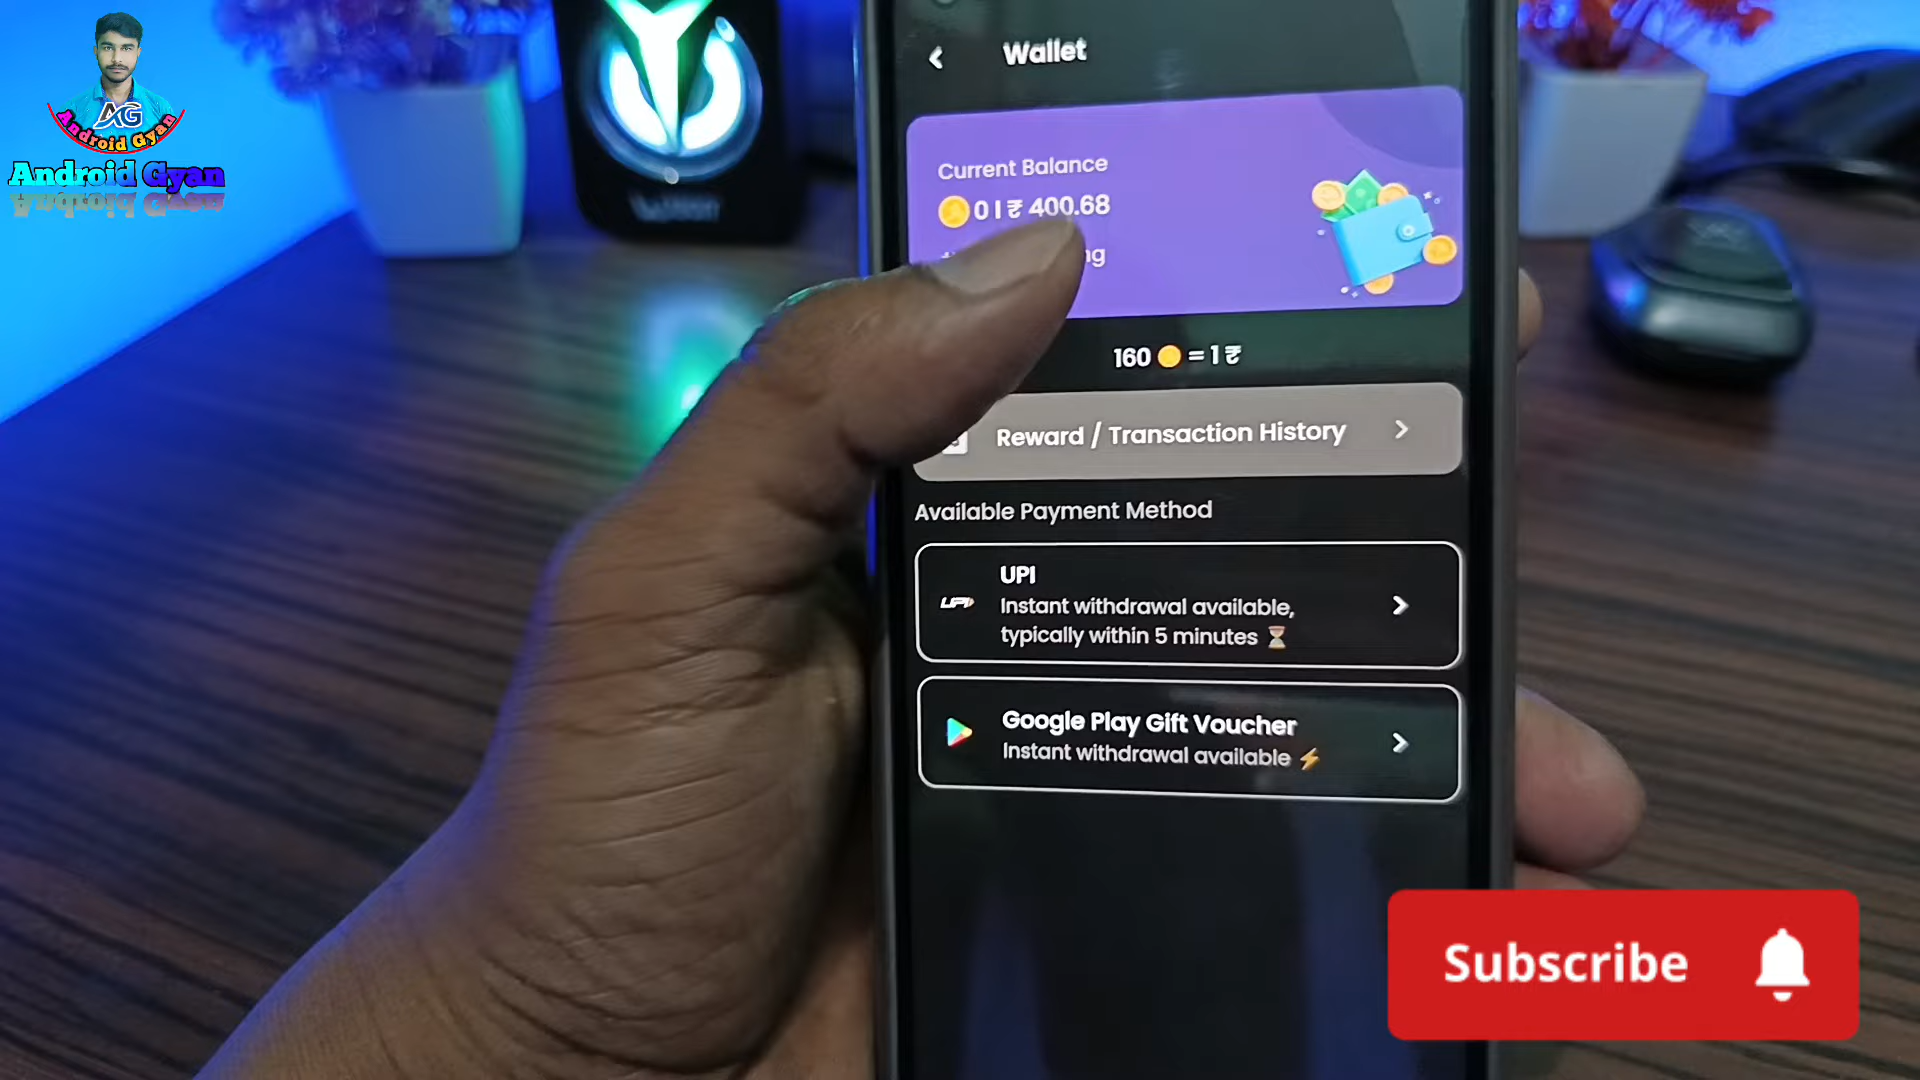 AG
Android Gyan
Android Gyan
Wallet
Current Balance
0 | ₹ 400.68
160 = 1 ₹
Reward / Transaction History
Available Payment Method
UPI
UPI
Instant withdrawal available,
typically within 5 minutes
Google Play Gift Voucher
Instant withdrawal available
Subscribe